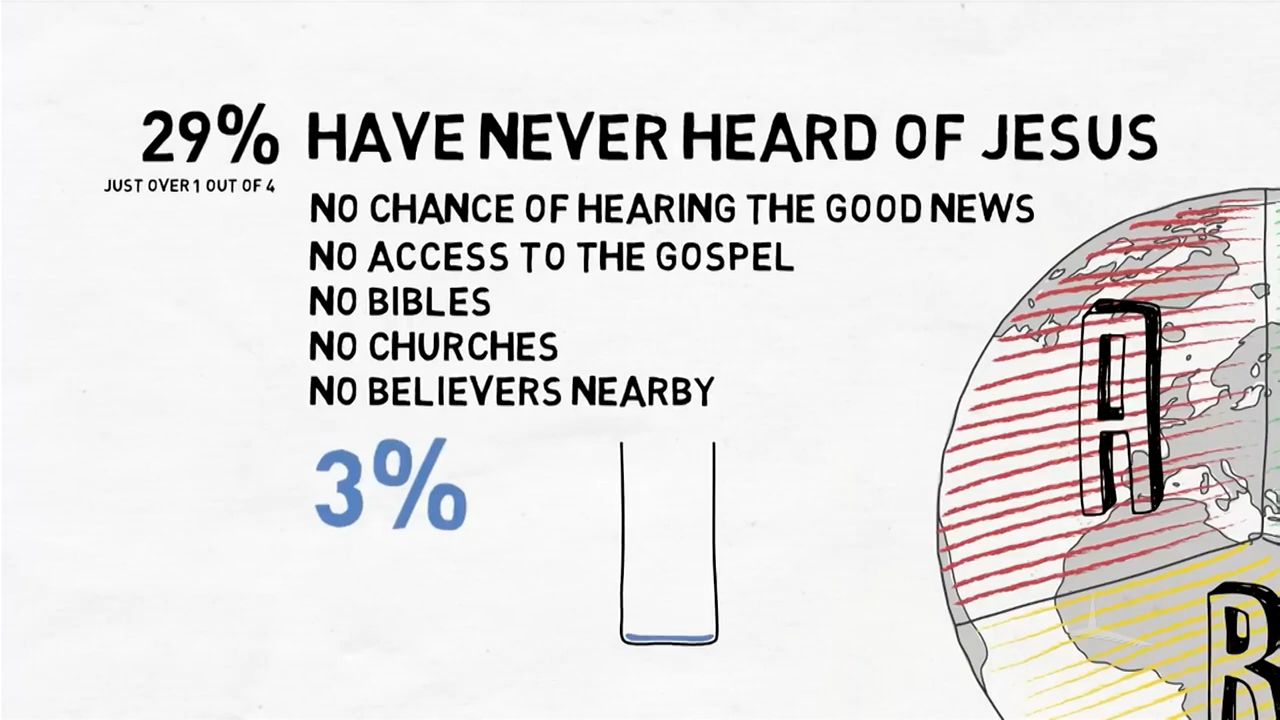 29% HAVE NEVER HEARD OF JESUS
JUST OVER 1 OUT OF 4
NO CHANCE OF HEARING THE GOOD NEWS
NO ACCESS TO THE GOSPEL
NO BIBLES
NO CHURCHES
NO BELIEVERS NEARBY
3%
A
B